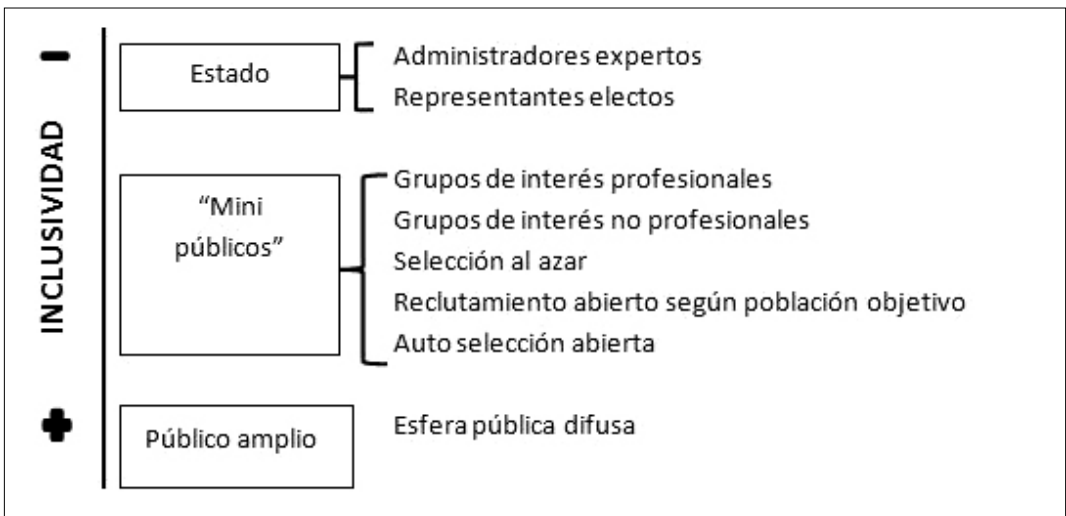 INCLUSIVIDAD
Estado
Administradores expertos
Representantes electos
“Mini
públicos”
Grupos de interés profesionales
Grupos de interés no profesionales
Selección al azar
Reclutamiento abierto según población objetivo
Auto selección abierta
Público amplio
Esfera pública difusa